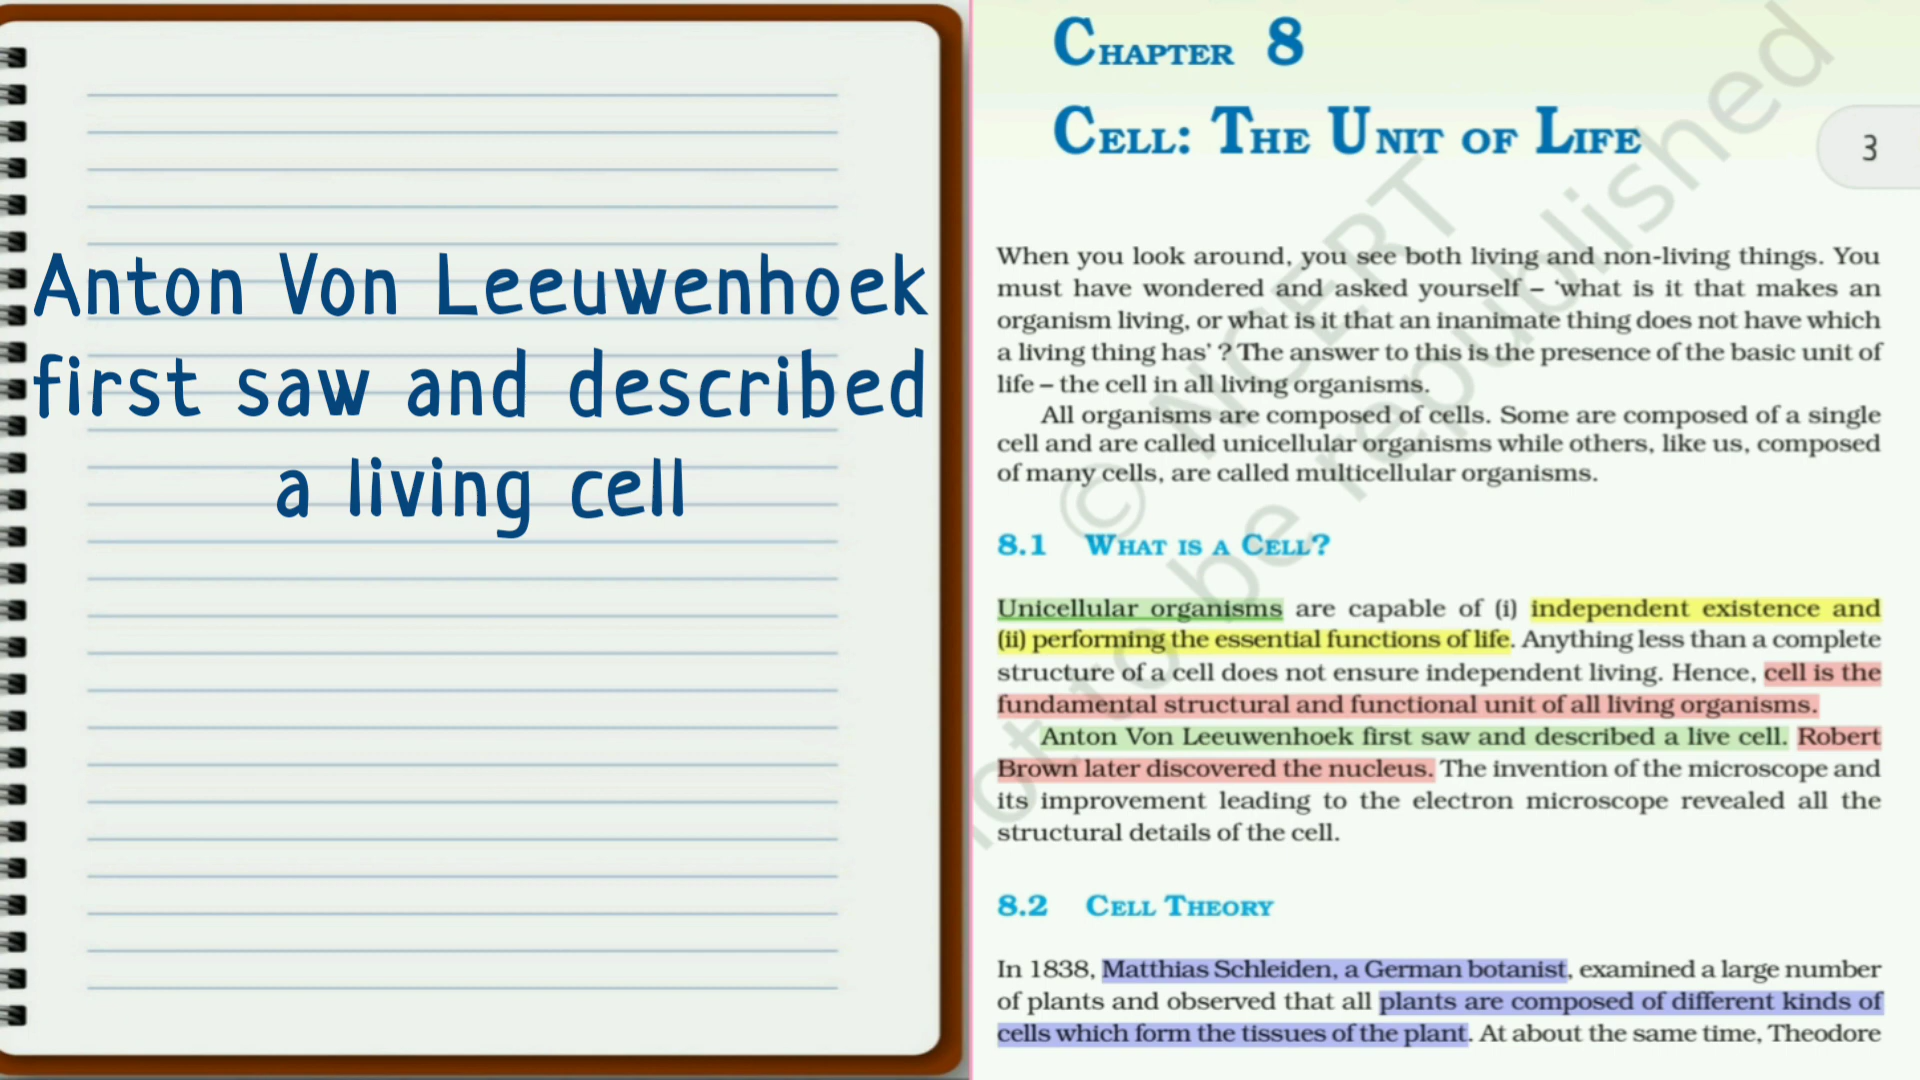 Anton Von Leeuwenhoek
first saw and described
a living cell
CHAPTER 8
CELL: THE UNIT OF LIFE
3
When you look around, you see both living and non-living things. You
must have wondered and asked yourself – ‘what is it that makes an
organism living, or what is it that an inanimate thing does not have which
a living thing has’ ? The answer to this is the presence of the basic unit of
life – the cell in all living organisms.
All organisms are composed of cells. Some are composed of a single
cell and are called unicellular organisms while others, like us, composed
of many cells, are called multicellular organisms.
8.1 WHAT IS A CELL?
Unicellular organisms are capable of (i) independent existence and
(ii) performing the essential functions of life. Anything less than a complete
structure of a cell does not ensure independent living. Hence, cell is the
fundamental structural and functional unit of all living organisms.
Anton Von Leeuwenhoek first saw and described a live cell. Robert
Brown later discovered the nucleus. The invention of the microscope and
its improvement leading to the electron microscope revealed all the
structural details of the cell.
8.2 CELL THEORY
In 1838, Matthias Schleiden, a German botanist, examined a large number
of plants and observed that all plants are composed of different kinds of
cells which form the tissues of the plant. At about the same time, Theodore
© NCERT
not to be republished